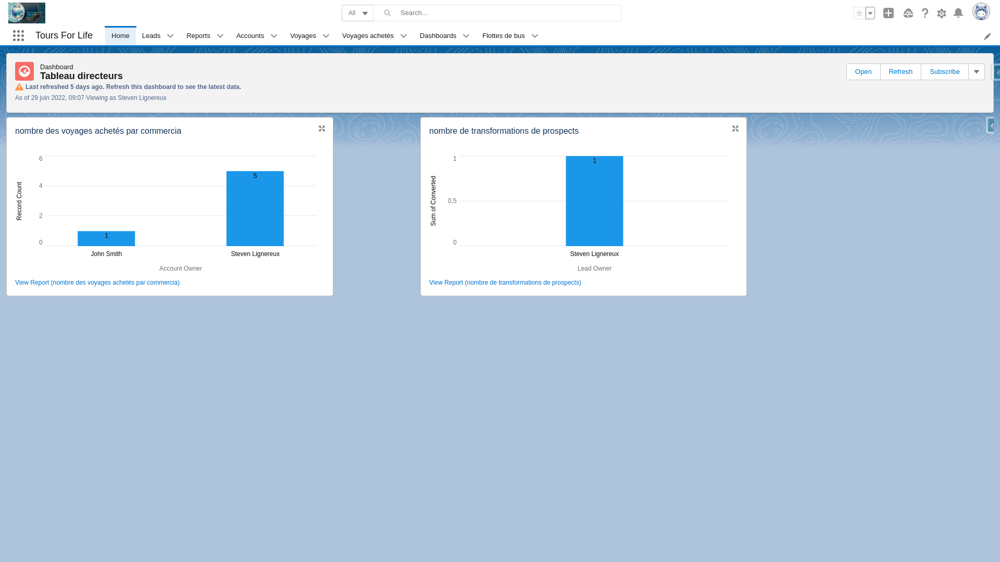 All
Search...
Tours For Life
Home
Leads
Reports
Accounts
Voyages
Voyages achetés
Dashboards
Flottes de bus
Dashboard
Tableau directeurs
Last refreshed 5 days ago. Refresh this dashboard to see the latest data.
As of 29 juin 2022, 09:07·Viewing as Steven Lignereux
Open
Refresh
Subscribe
nombre des voyages achetés par commercia
Record Count
6
4
2
0
1
5
John Smith
Steven Lignereux
Account Owner
View Report (nombre des voyages achetés par commercia)
nombre de transformations de prospects
Sum of Converted
1
0,5
0
1
Steven Lignereux
Lead Owner
View Report (nombre de transformations de prospects)